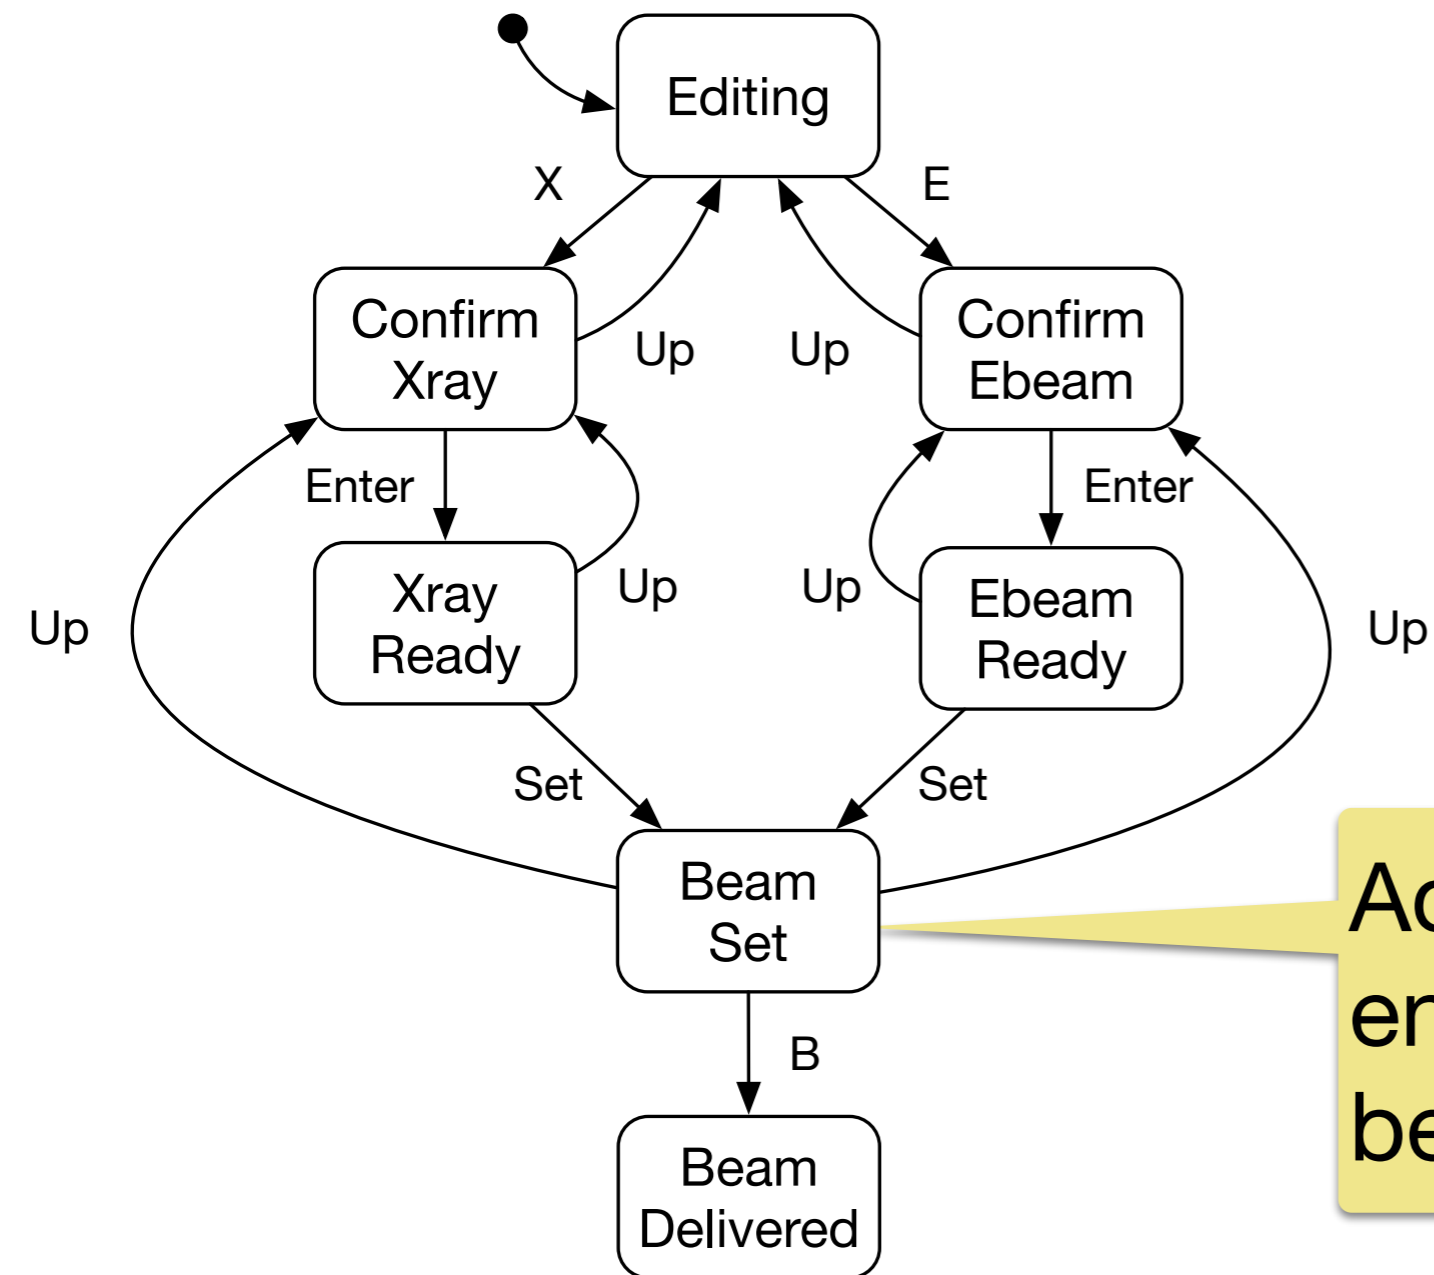 Editing
X
E
Confirm
Xray
Up
Up
Confirm
Ebeam
Enter
Enter
Up
Xray
Ready
Up
Up
Ebeam
Ready
Up
Set
Set
Beam
Set
B
Beam
Delivered